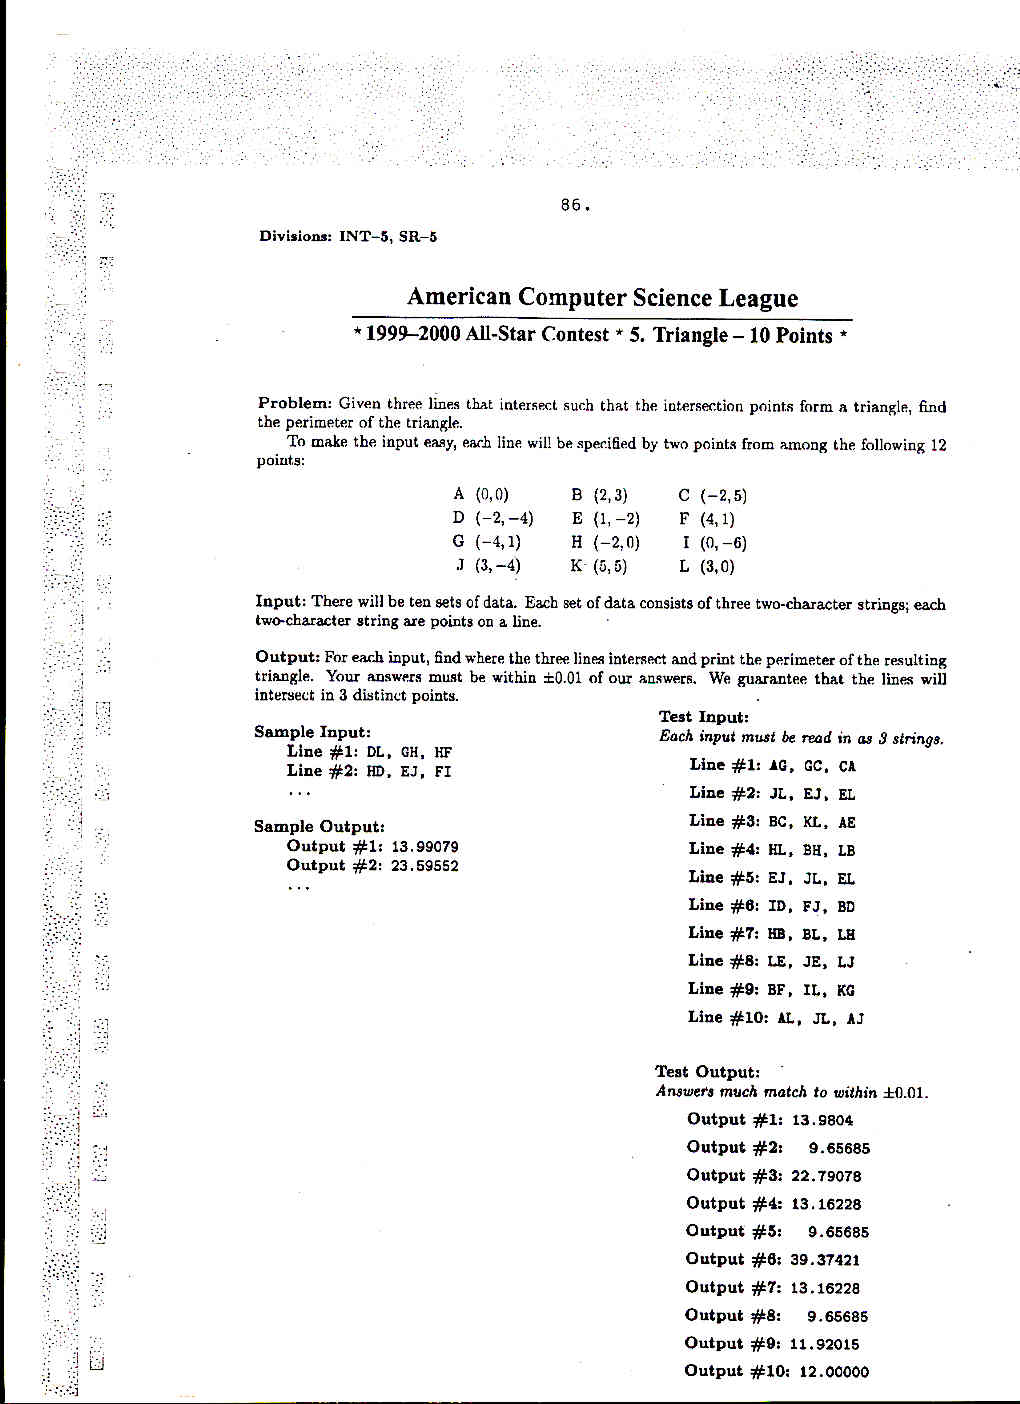 86.
Divisions: INT–5, SR–5
American Computer Science League
* 1999–2000 All-Star Contest * 5. Triangle – 10 Points *
Problem: Given three lines that intersect such that the intersection points form a triangle, find
the perimeter of the triangle.
To make the input easy, each line will be specified by two points from among the following 12
points:
A (0,0) B (2,3) C (−2,5)
D (−2,−4) E (1,−2) F (4,1)
G (−4,1) H (−2,0) I (0,−6)
J (3,−4) K (5,5) L (3,0)
Input: There will be ten sets of data. Each set of data consists of three two-character strings; each
two-character string are points on a line.
Output: For each input, find where the three lines intersect and print the perimeter of the resulting
triangle. Your answers must be within ±0.01 of our answers. We guarantee that the lines will
intersect in 3 distinct points.
Sample Input:
Line #1: DL, GH, HF
Line #2: HD, EJ, FI
...
Sample Output:
Output #1: 13.99079
Output #2: 23.59552
...
Test Input:
Each input must be read in as 3 strings.
Line #1: AG, GC, CA
Line #2: JL, EJ, EL
Line #3: BC, KL, AE
Line #4: HL, BH, LB
Line #5: EJ, JL, EL
Line #6: ID, FJ, BD
Line #7: HB, BL, LH
Line #8: LE, JE, LJ
Line #9: BF, IL, KG
Line #10: AL, JL, AJ
Test Output:
Answers much match to within ±0.01.
Output #1: 13.9804
Output #2: 9.65685
Output #3: 22.79078
Output #4: 13.16228
Output #5: 9.65685
Output #6: 39.37421
Output #7: 13.16228
Output #8: 9.65685
Output #9: 11.92015
Output #10: 12.00000